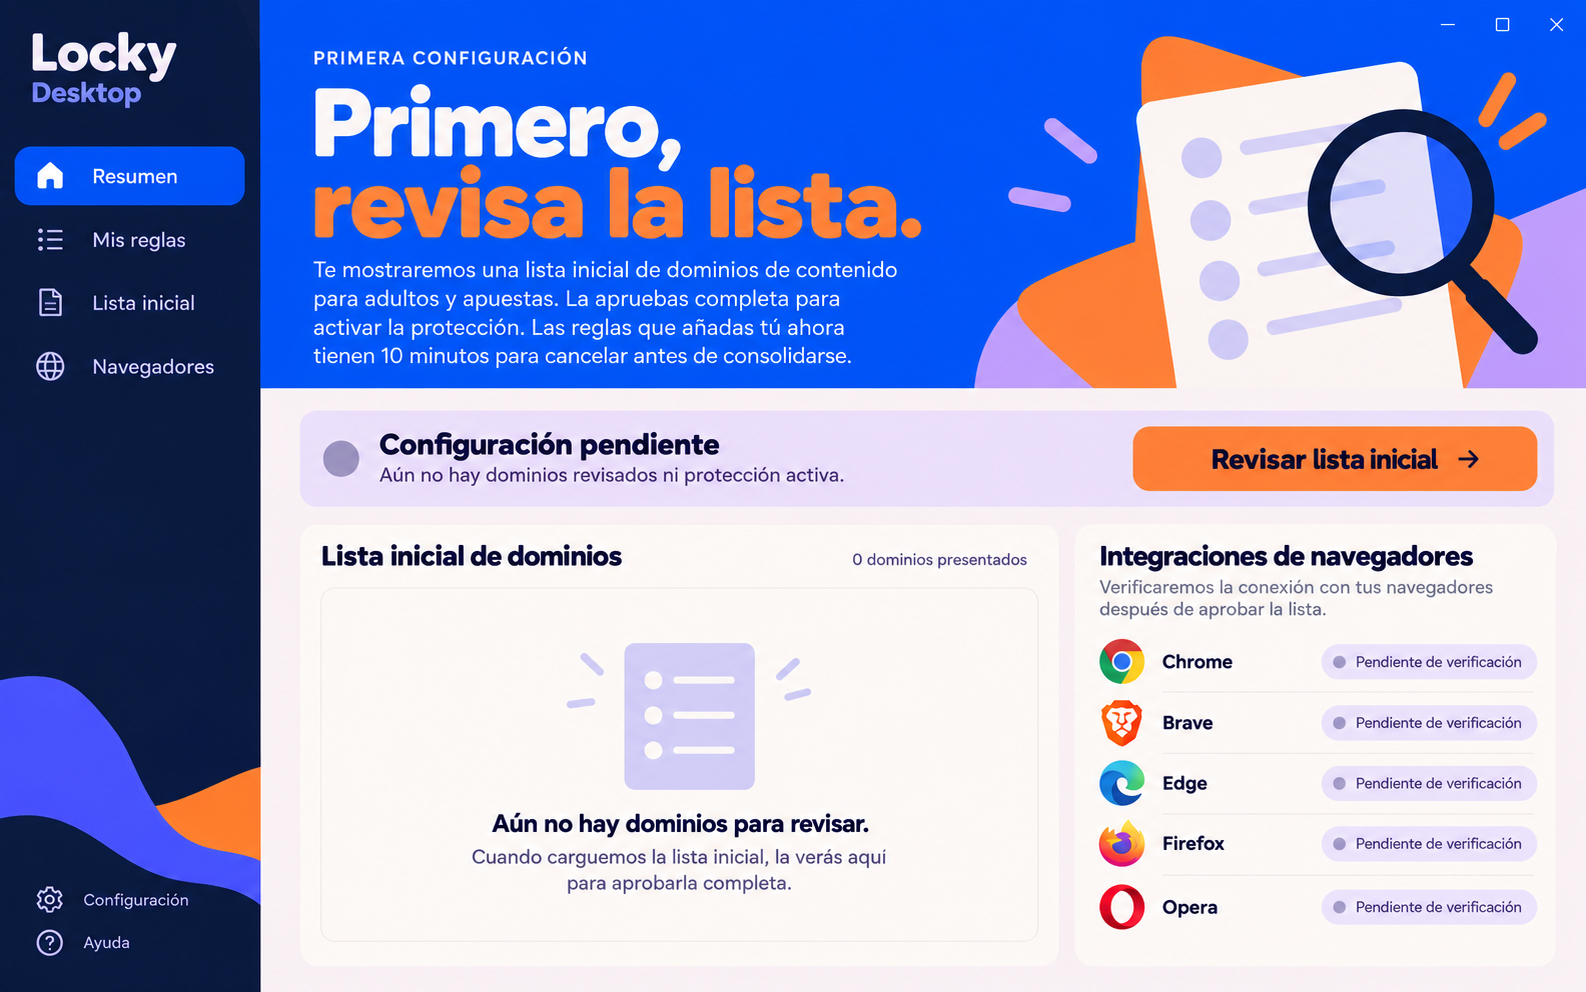 Locky
Desktop
Resumen
Mis reglas
Lista inicial
Navegadores
Configuración
Ayuda
PRIMERA CONFIGURACIÓN
Primero,
revisa la lista.
Te mostraremos una lista inicial de dominios de contenido
para adultos y apuestas. La apruebas completa para
activar la protección. Las reglas que añadas tú ahora
tienen 10 minutos para cancelar antes de consolidarse.
Configuración pendiente
Aún no hay dominios revisados ni protección activa.
Revisar lista inicial →
Lista inicial de dominios
0 dominios presentados
Aún no hay dominios para revisar.
Cuando carguemos la lista inicial, la verás aquí
para aprobarla completa.
Integraciones de navegadores
Verificaremos la conexión con tus navegadores
después de aprobar la lista.
Chrome
Pendiente de verificación
Brave
Pendiente de verificación
Edge
Pendiente de verificación
Firefox
Pendiente de verificación
Opera
Pendiente de verificación